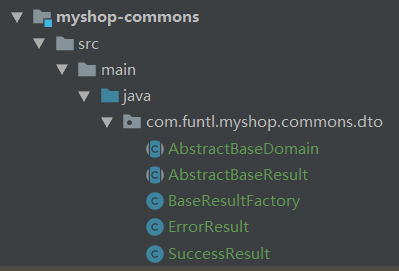 myshop-commons
src
main
java
com.funtl.myshop.commons.dto
AbstractBaseDomain
AbstractBaseResult
BaseResultFactory
ErrorResult
SuccessResult